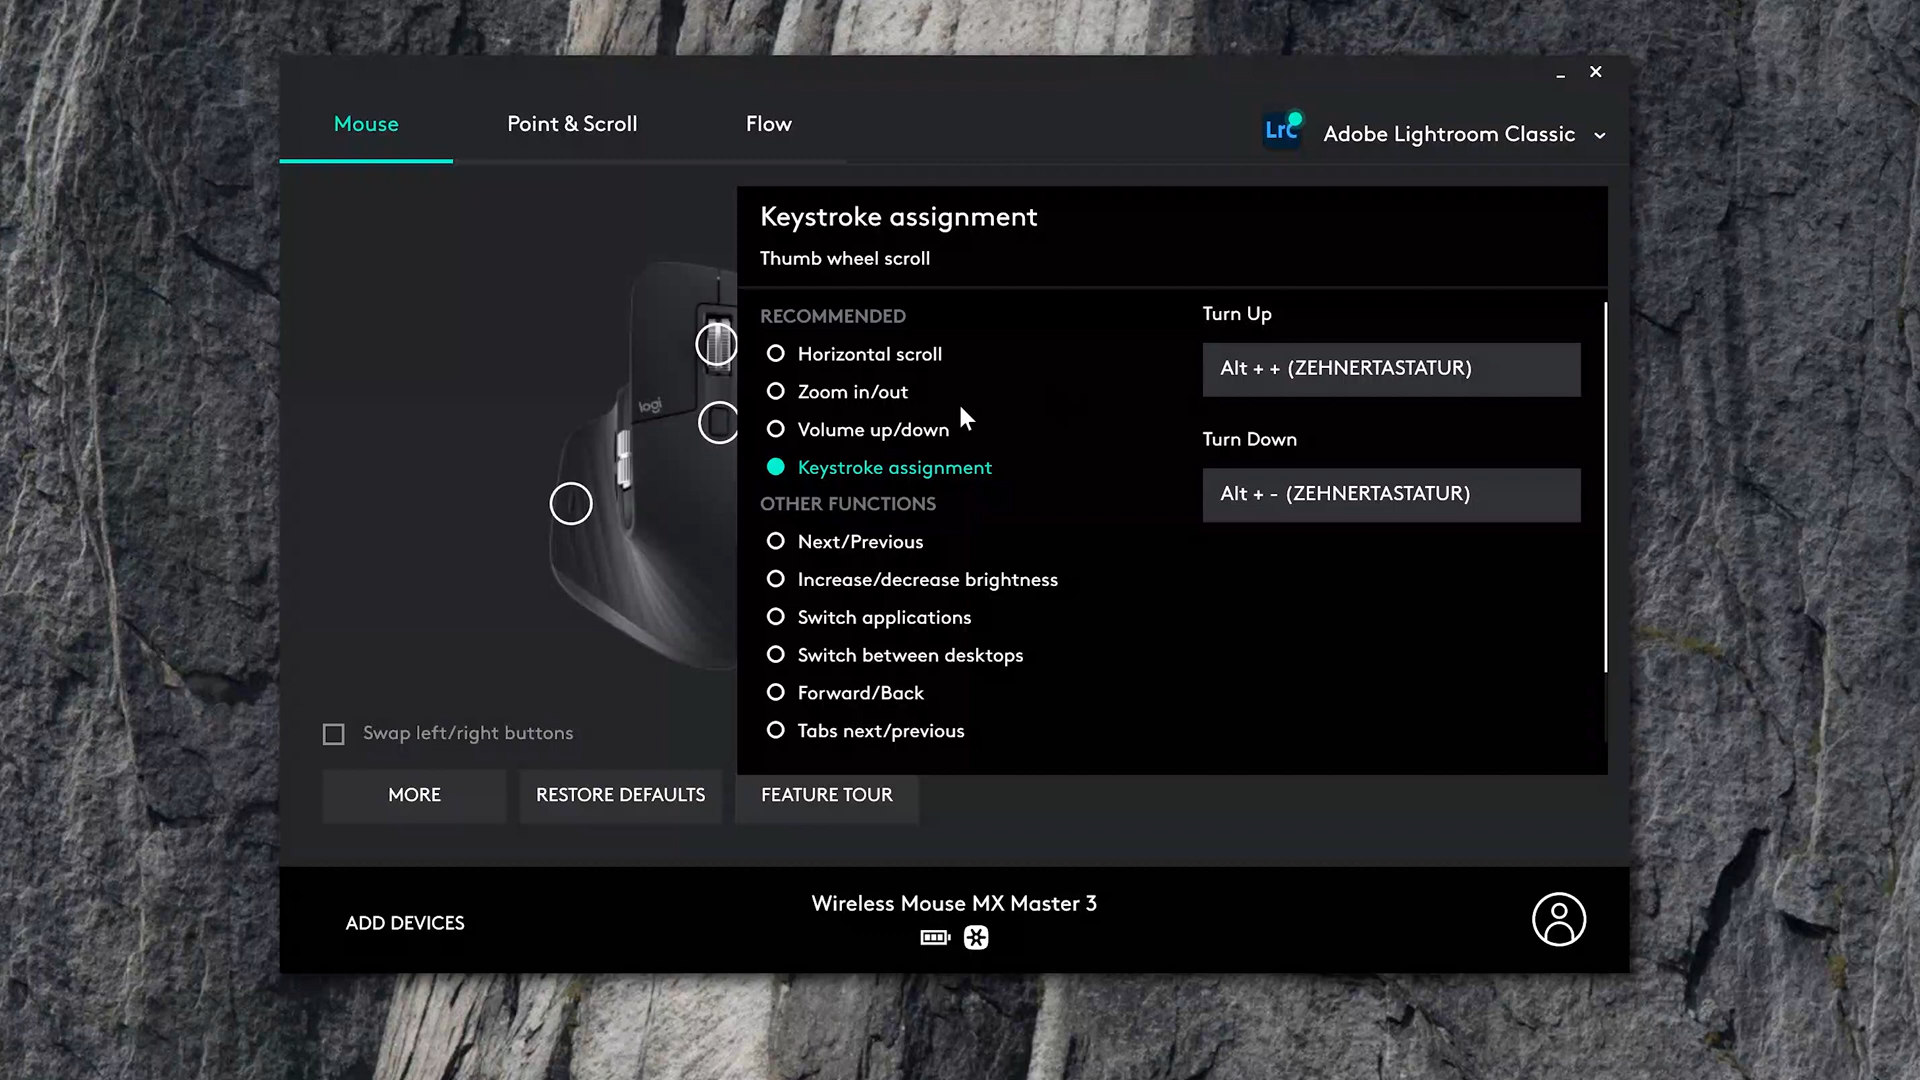 Mouse
Point & Scroll
Flow
LrC
Adobe Lightroom Classic
Keystroke assignment
Thumb wheel scroll
RECOMMENDED
Horizontal scroll
Zoom in/out
Volume up/down
Keystroke assignment
OTHER FUNCTIONS
Next/Previous
Increase/decrease brightness
Switch applications
Switch between desktops
Forward/Back
Tabs next/previous
Turn Up
Alt + + (ZEHNERTASTATUR)
Turn Down
Alt + - (ZEHNERTASTATUR)
logi
Swap left/right buttons
MORE
RESTORE DEFAULTS
FEATURE TOUR
ADD DEVICES
Wireless Mouse MX Master 3